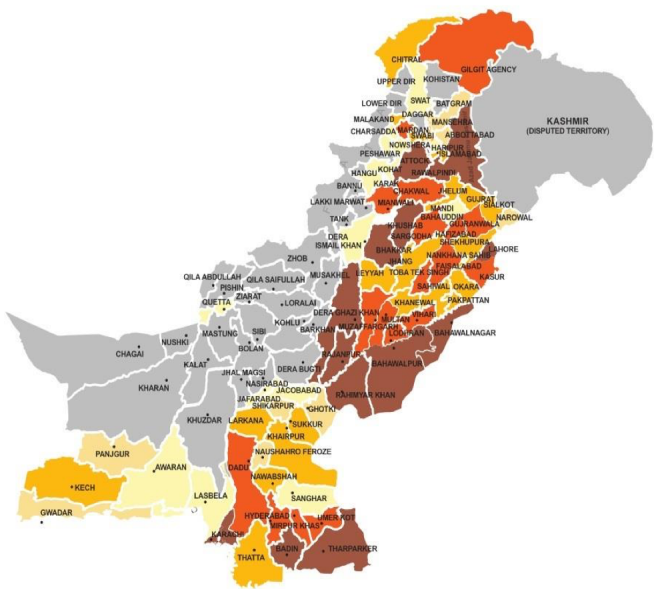 CHITRAL
GILGIT AGENCY
UPPER DIR
KOHISTAN
SWAT
LOWER DIR
BATGRAM
DAGGAR
MALAKAND
MANSEHRA
KASHMIR
(DISPUTED TERRITORY)
CHARSADDA
MARDAN
SWABI
ABBOTTABAD
NOWSHERA
HARIPUR
PESHAWAR
ISLAMABAD
ATTOCK
KOHAT
RAWALPINDI
HANGU
KARAK
BANNU
CHAKWAL
JHELUM
LAKKI MARWAT
MIANWALI
GUJRAT
SIALKOT
MANDI
BAHAUDDIN
TANK
KHUSHAB
GUJRANWALA
NAROWAL
DERA
ISMAIL KHAN
SARGODHA
HAFIZABAD
SHEKHUPURA
BHAKKAR
LAHORE
ZHOB
JHANG
NANKHANA SAHIB
FAISALABAD
QILA ABDULLAH
QILA SAIFULLAH
MUSAKHEL
LEYYAH
TOBA TEK SINGH
KASUR
PISHIN
SAHIWAL
OKARA
ZIARAT
QUETTA
LORALAI
KHANEWAL
PAKPATTAN
DERA GHAZI KHAN
MULTAN
VIHARI
KOHLU
BARKHAN
MUZAFFARGARH
MASTUNG
SIBI
LODHRAN
BAHAWALNAGAR
NUSHKI
BOLAN
CHAGAI
RAJANPUR
KALAT
DERA BUGTI
BAHAWALPUR
JHAL MAGSI
KHARAN
NASIRABAD
JACOBABAD
RAHIMYAR KHAN
JAFARABAD
SHIKARPUR
GHOTKI
KHUZDAR
LARKANA
SUKKUR
KHAIRPUR
PANJGUR
NAUSHAHRO FEROZE
AWARAN
DADU
KECH
NAWABSHAH
LASBELA
SANGHAR
GWADAR
HYDERABAD
UMER KOT
MIRPUR KHAS
KARACHI
THATTA
BADIN
THARPARKER